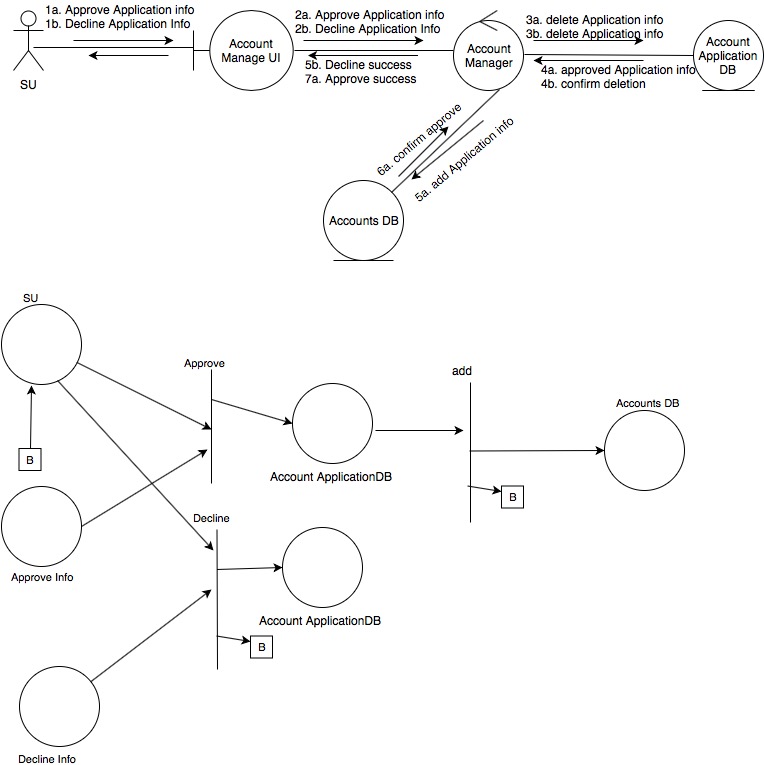 1a. Approve Application info
1b. Decline Application Info
SU
Account
Manage UI
2a. Approve Application info
2b. Decline Application Info
5b. Decline success
7a. Approve success
Account
Manager
3a. delete Application info
3b. delete Application info
4a. approved Application info
4b. confirm deletion
Account
Application
DB
6a. confirm approve
5a. add Application info
Accounts DB
SU
B
Approve Info
Decline Info
Approve
Account ApplicationDB
Decline
Account ApplicationDB
B
add
B
Accounts DB